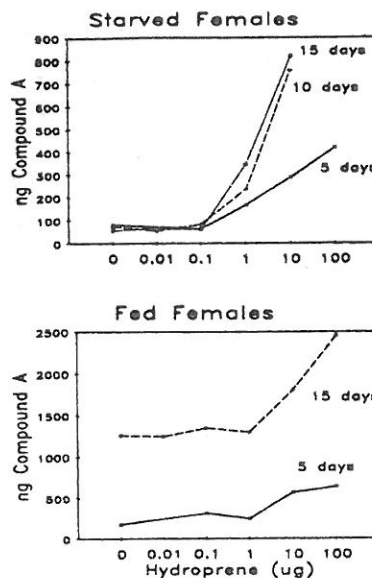 Starved Females
900
800
700
600
500
400
300
200
100
0
ng Compound A
15 days
10 days
5 days
0 0.01 0.1 1 10 100
Fed Females
2500
2000
1500
1000
500
0
ng Compound A
15 days
5 days
0 0.01 0.1 1 10 100
Hydroprene (ug)